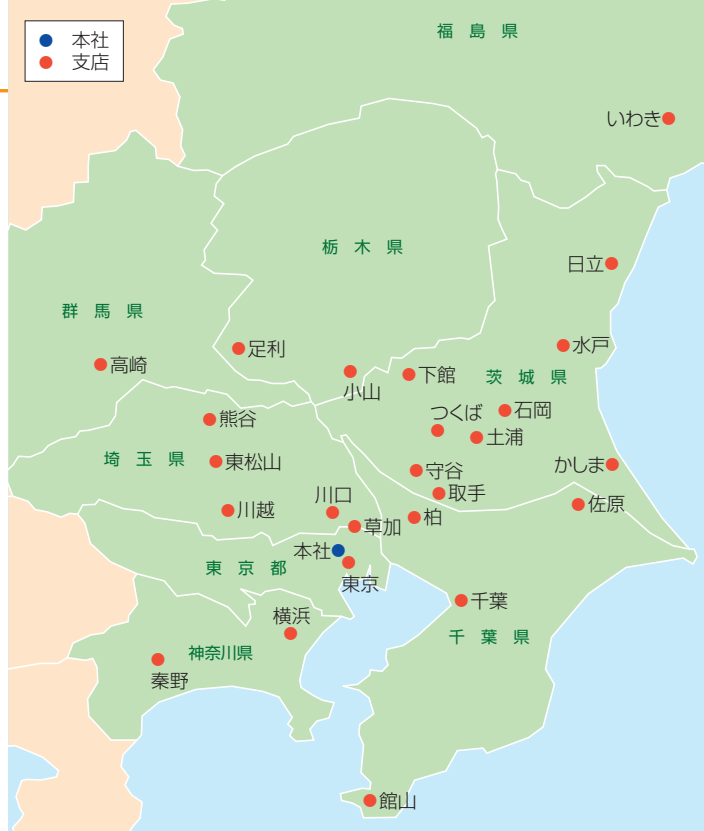 本社
支店
福島県
いわき
栃木県
日立
群馬県
水戸
足利
高崎
小山
下館
茨城県
石岡
つくば
熊谷
土浦
埼玉県
東松山
守谷
かしま
取手
川口
佐原
川越
柏
草加
本社
東京都
東京
千葉
横浜
千葉県
神奈川県
秦野
館山